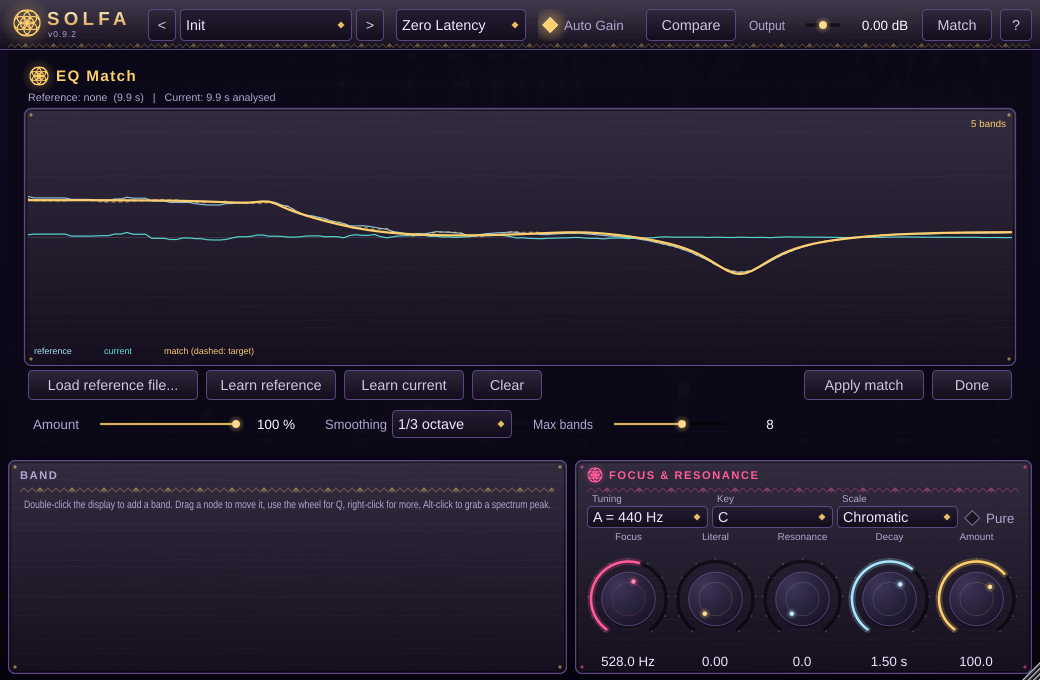 SOLFA
v0.9.2
< Init > Zero Latency Auto Gain Compare Output 0.00 dB Match ?
EQ Match
Reference: none (9.9 s) | Current: 9.9 s analysed
5 bands
reference current match (dashed: target)
Load reference file... Learn reference Learn current Clear Apply match Done
Amount 100 % Smoothing 1/3 octave Max bands 8
BAND
Double-click the display to add a band. Drag a node to move it, use the wheel for Q, right-click for more, Alt-click to grab a spectrum peak.
FOCUS & RESONANCE
Tuning Key Scale
A = 440 Hz C Chromatic Pure
Focus Literal Resonance Decay Amount
528.0 Hz 0.00 0.0 1.50 s 100.0